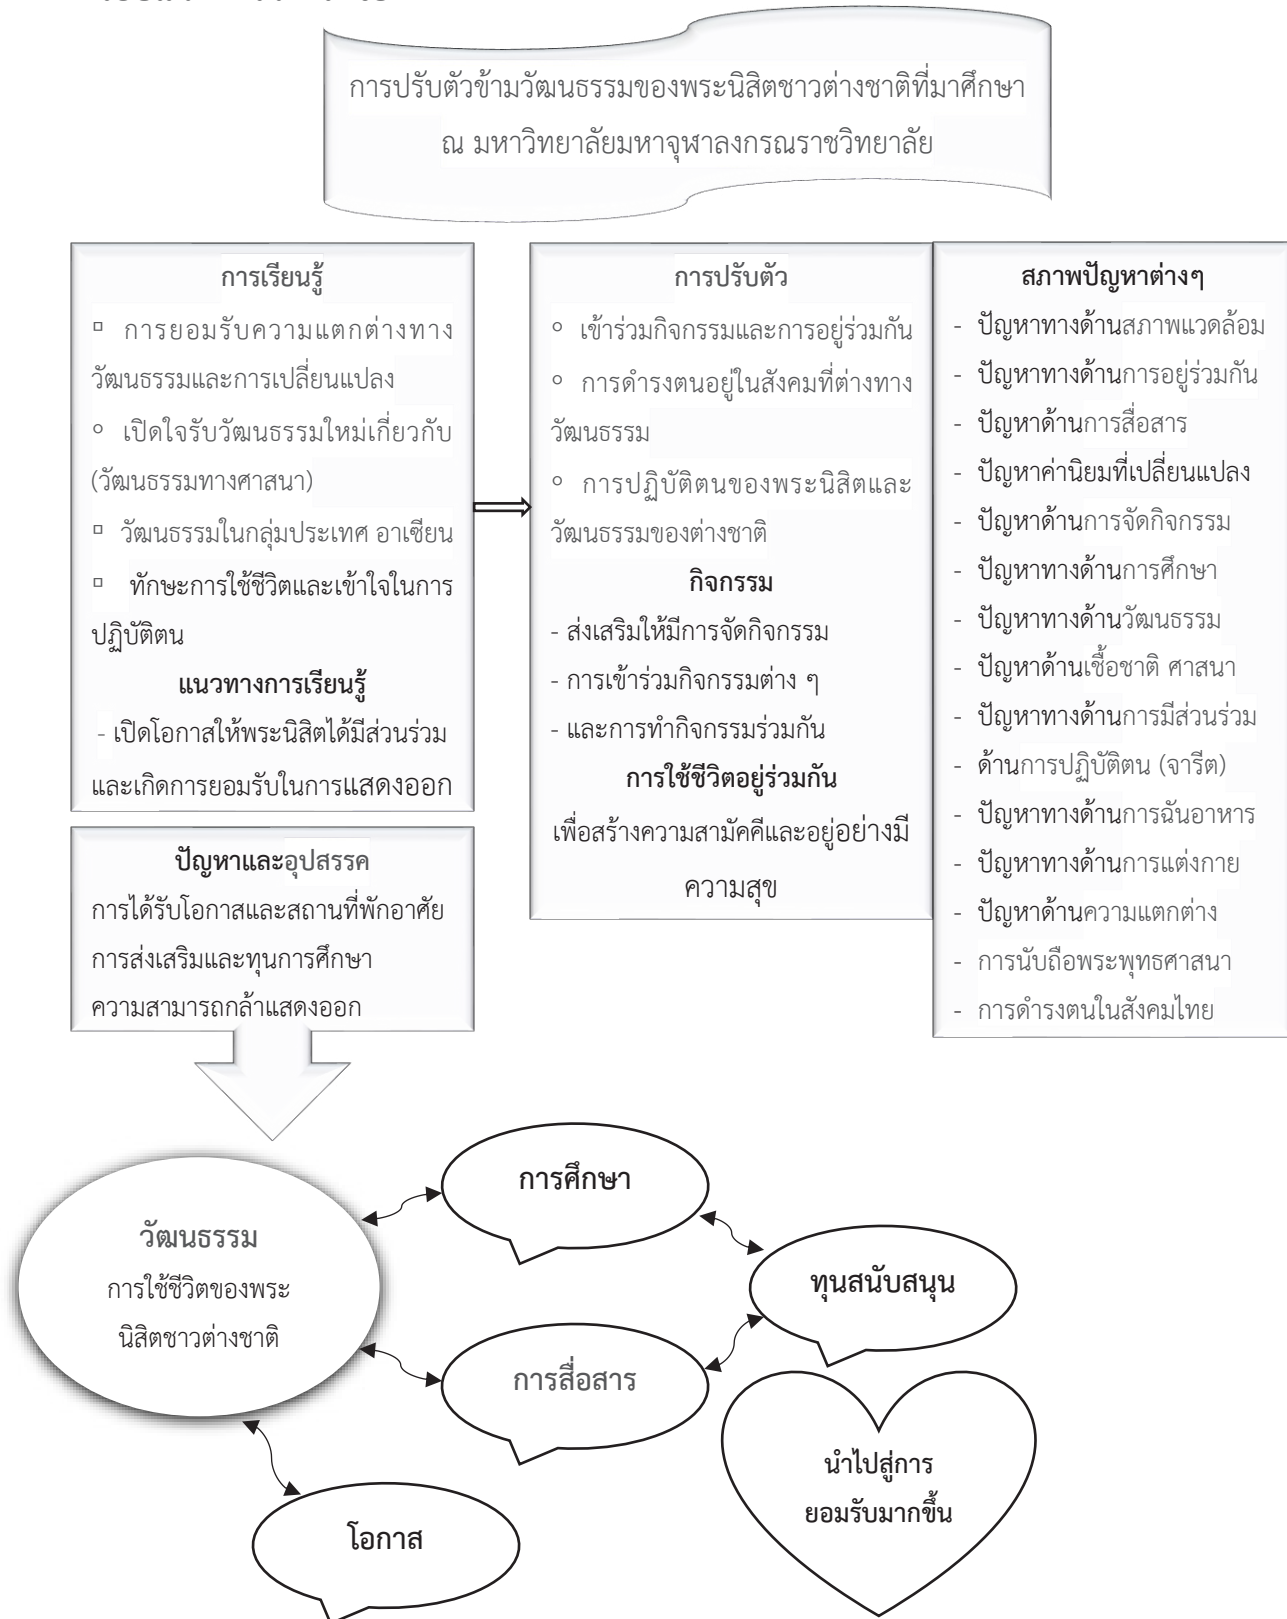 การปรับตัวข้ามวัฒนธรรมของพระนิสิตชาวต่างชาติที่มาศึกษา
ณ มหาวิทยาลัยมหาจุฬาลงกรณราชวิทยาลัย
การเรียนรู้
▫ การยอมรับความแตกต่างทาง
วัฒนธรรมและการเปลี่ยนแปลง
° เปิดใจรับวัฒนธรรมใหม่เกี่ยวกับ
(วัฒนธรรมทางศาสนา)
▫ วัฒนธรรมในกลุ่มประเทศ อาเซียน
▫ ทักษะการใช้ชีวิตและเข้าใจในการ
ปฏิบัติตน
แนวทางการเรียนรู้
- เปิดโอกาสให้พระนิสิตได้มีส่วนร่วม
และเกิดการยอมรับในการแสดงออก
ปัญหาและอุปสรรค
การได้รับโอกาสและสถานที่พักอาศัย
การส่งเสริมและทุนการศึกษา
ความสามารถกล้าแสดงออก
การปรับตัว
° เข้าร่วมกิจกรรมและการอยู่ร่วมกัน
° การดำรงตนอยู่ในสังคมที่ต่างทาง
วัฒนธรรม
° การปฏิบัติตนของพระนิสิตและ
วัฒนธรรมของต่างชาติ
กิจกรรม
- ส่งเสริมให้มีการจัดกิจกรรม
- การเข้าร่วมกิจกรรมต่าง ๆ
- และการทำกิจกรรมร่วมกัน
การใช้ชีวิตอยู่ร่วมกัน
เพื่อสร้างความสามัคคีและอยู่อย่างมี
ความสุข
สภาพปัญหาต่างๆ
- ปัญหาทางด้านสภาพแวดล้อม
- ปัญหาทางด้านการอยู่ร่วมกัน
- ปัญหาด้านการสื่อสาร
- ปัญหาค่านิยมที่เปลี่ยนแปลง
- ปัญหาด้านการจัดกิจกรรม
- ปัญหาทางด้านการศึกษา
- ปัญหาทางด้านวัฒนธรรม
- ปัญหาด้านเชื้อชาติ ศาสนา
- ปัญหาทางด้านการมีส่วนร่วม
- ด้านการปฏิบัติตน (จารีต)
- ปัญหาทางด้านการฉันอาหาร
- ปัญหาทางด้านการแต่งกาย
- ปัญหาด้านความแตกต่าง
- การนับถือพระพุทธศาสนา
- การดำรงตนในสังคมไทย
การศึกษา
วัฒนธรรม
การใช้ชีวิตของพระ
นิสิตชาวต่างชาติ
ทุนสนับสนุน
การสื่อสาร
นำไปสู่การ
ยอมรับมากขึ้น
โอกาส